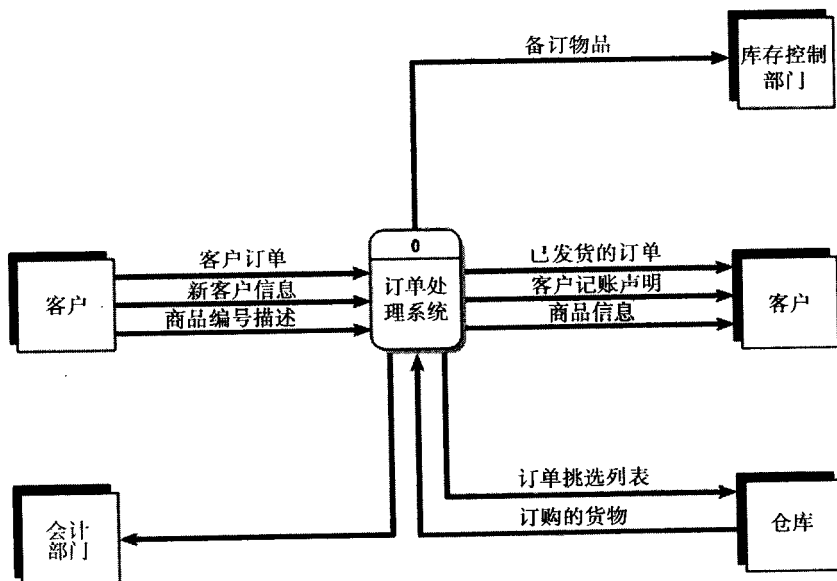 备订物品
库存控制
部门
0
订单处
理系统
客户
客户订单
新客户信息
商品编号描述
已发货的订单
客户记账声明
商品信息
客户
订单挑选列表
订购的货物
仓库
会计
部门